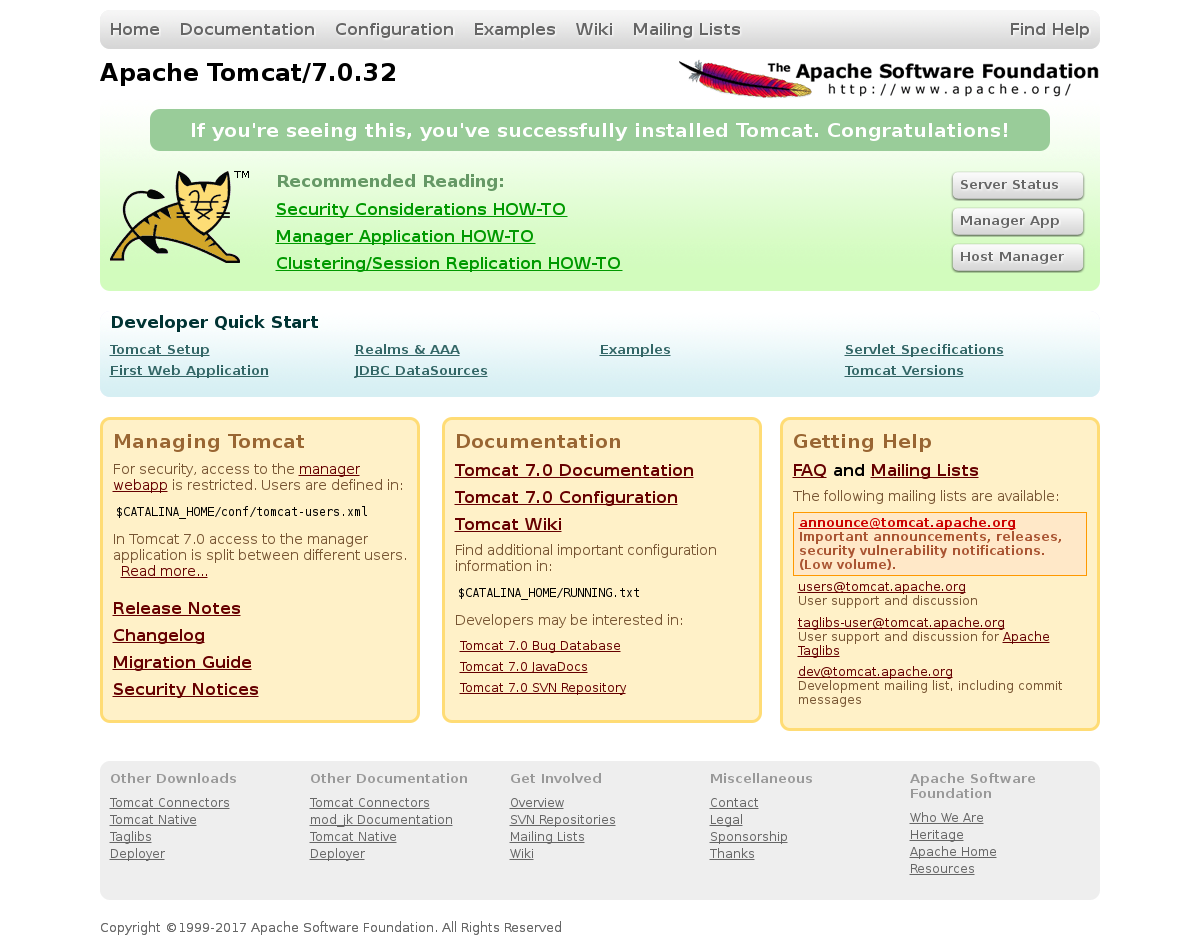 Home Documentation Configuration Examples Wiki Mailing Lists Find Help
Apache Tomcat/7.0.32
The Apache Software Foundation
http://www.apache.org/
If you're seeing this, you've successfully installed Tomcat. Congratulations!
TM
Recommended Reading:
Security Considerations HOW-TO
Manager Application HOW-TO
Clustering/Session Replication HOW-TO
Server Status
Manager App
Host Manager
Developer Quick Start
Tomcat Setup
First Web Application
Realms & AAA
JDBC DataSources
Examples
Servlet Specifications
Tomcat Versions
Managing Tomcat
For security, access to the manager
webapp is restricted. Users are defined in:
$CATALINA_HOME/conf/tomcat-users.xml
In Tomcat 7.0 access to the manager
application is split between different users.
Read more...
Release Notes
Changelog
Migration Guide
Security Notices
Documentation
Tomcat 7.0 Documentation
Tomcat 7.0 Configuration
Tomcat Wiki
Find additional important configuration
information in:
$CATALINA_HOME/RUNNING.txt
Developers may be interested in:
Tomcat 7.0 Bug Database
Tomcat 7.0 JavaDocs
Tomcat 7.0 SVN Repository
Getting Help
FAQ and Mailing Lists
The following mailing lists are available:
announce@tomcat.apache.org
Important announcements, releases,
security vulnerability notifications.
(Low volume).
users@tomcat.apache.org
User support and discussion
taglibs-user@tomcat.apache.org
User support and discussion for Apache
Taglibs
dev@tomcat.apache.org
Development mailing list, including commit
messages
Other Downloads
Tomcat Connectors
Tomcat Native
Taglibs
Deployer
Other Documentation
Tomcat Connectors
mod_jk Documentation
Tomcat Native
Deployer
Get Involved
Overview
SVN Repositories
Mailing Lists
Wiki
Miscellaneous
Contact
Legal
Sponsorship
Thanks
Apache Software
Foundation
Who We Are
Heritage
Apache Home
Resources
Copyright ©1999-2017 Apache Software Foundation. All Rights Reserved